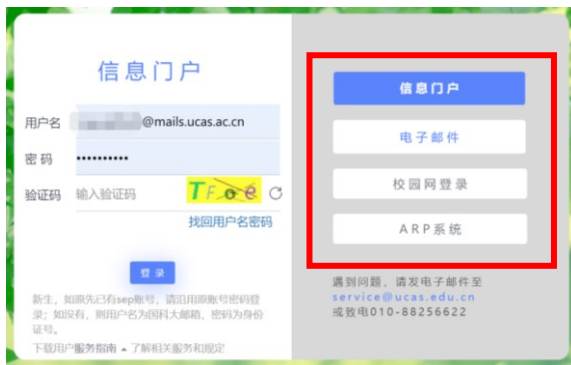 信息门户
用户名 @mails.ucas.ac.cn
密 码 ••••••••••
验证码 输入验证码 TFoe
找回用户名密码
登 录
新生，如原先已有sep账号，请沿用原账号密码登
录；如没有，则用户名为国科大邮箱，密码为身份
证号。
下载用户服务指南 ▴ 了解相关服务和规定
信息门户
电子邮件
校园网登录
ARP系统
遇到问题，请发电子邮件至
service@ucas.edu.cn
或致电010-88256622